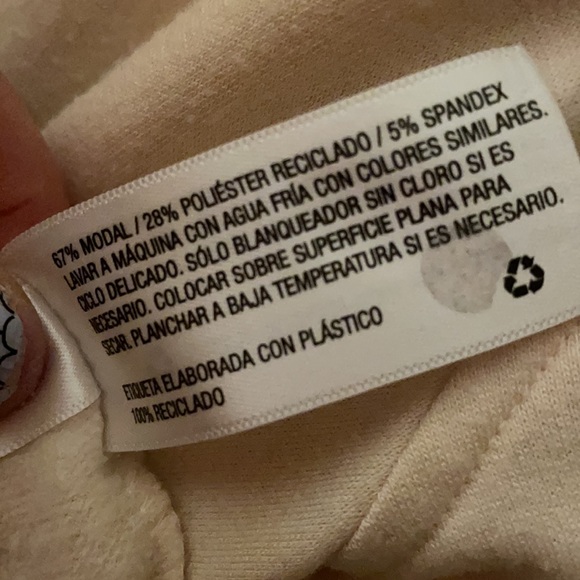 67% MODAL / 28% POLIÉSTER RECICLADO / 5% SPANDEX
LAVAR A MÁQUINA CON AGUA FRÍA CON COLORES SIMILARES.
CICLO DELICADO. SÓLO BLANQUEADOR SIN CLORO SI ES
NECESARIO. COLOCAR SOBRE SUPERFICIE PLANA PARA
SECAR. PLANCHAR A BAJA TEMPERATURA SI ES NECESARIO.
ETIQUETA ELABORADA CON PLÁSTICO
100% RECICLADO